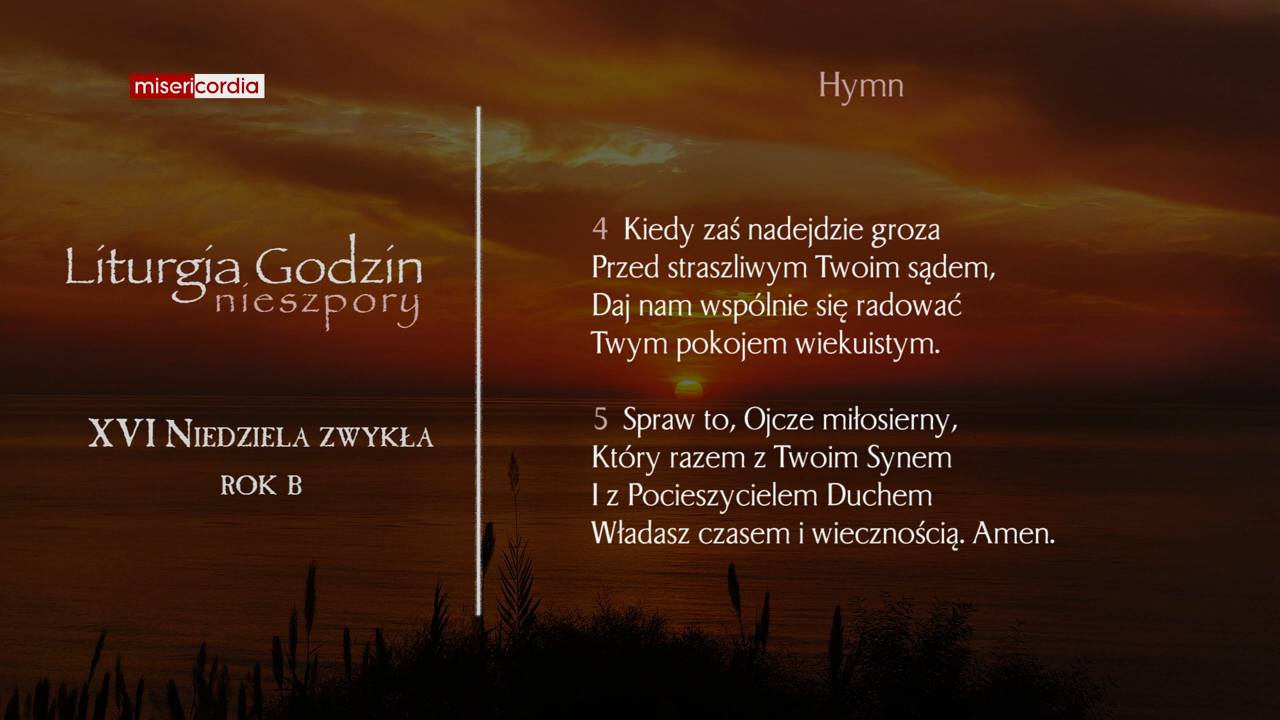 misericordia
Liturgia Godzin
nieszpory
XVI Niedziela zwykła
rok B
Hymn
4 Kiedy zaś nadejdzie groza
Przed straszliwym Twoim sądem,
Daj nam wspólnie się radować
Twym pokojem wiekuistym.
5 Spraw to, Ojcze miłosierny,
Który razem z Twoim Synem
I z Pocieszycielem Duchem
Władasz czasem i wiecznością. Amen.